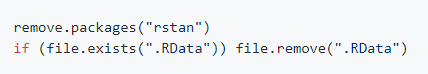 remove.packages("rstan")
if (file.exists(".RData")) file.remove(".RData")